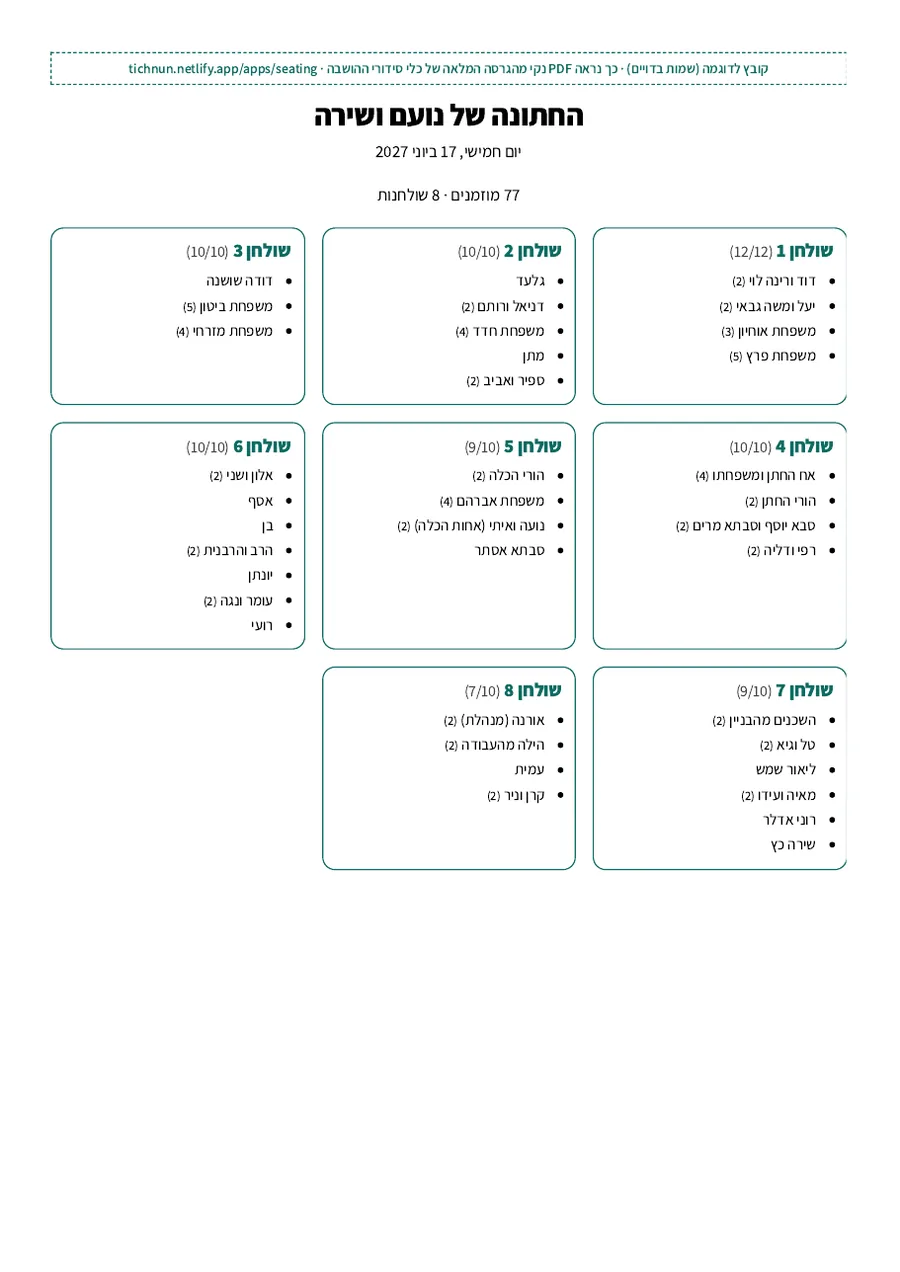 קובץ לדוגמה (שמות בדויים) · כך נראה PDF נקי מהגרסה המלאה של כלי סידורי ההושבה · tichnun.netlify.app/apps/seating
החתונה של נועם ושירה
יום חמישי, 17 ביוני 2027
77 מוזמנים · 8 שולחנות
שולחן 1 (12/12)
דוד ורינה לוי (2)
יעל ומשה גבאי (2)
משפחת אוחיון (3)
משפחת פרץ (5)
שולחן 2 (10/10)
גלעד
דניאל ורותם (2)
משפחת חדד (4)
מתן
ספיר ואביב (2)
שולחן 3 (10/10)
דודה שושנה
משפחת ביטון (5)
משפחת מזרחי (4)
שולחן 4 (10/10)
אח החתן ומשפחתו (4)
הורי החתן (2)
סבא יוסף וסבתא מרים (2)
רפי ודליה (2)
שולחן 5 (9/10)
הורי הכלה (2)
משפחת אברהם (4)
נועה ואיתי (אחות הכלה) (2)
סבתא אסתר
שולחן 6 (10/10)
אלון ושני (2)
אסף
בן
הרב והרבנית (2)
יונתן
עומר ונגה (2)
רועי
שולחן 7 (9/10)
השכנים מהבניין (2)
טל וגיא (2)
ליאור שמש
מאיה ועידו (2)
רוני אדלר
שירה כץ
שולחן 8 (7/10)
אורנה (מנהלת) (2)
הילה מהעבודה (2)
עמית
קרן וניר (2)